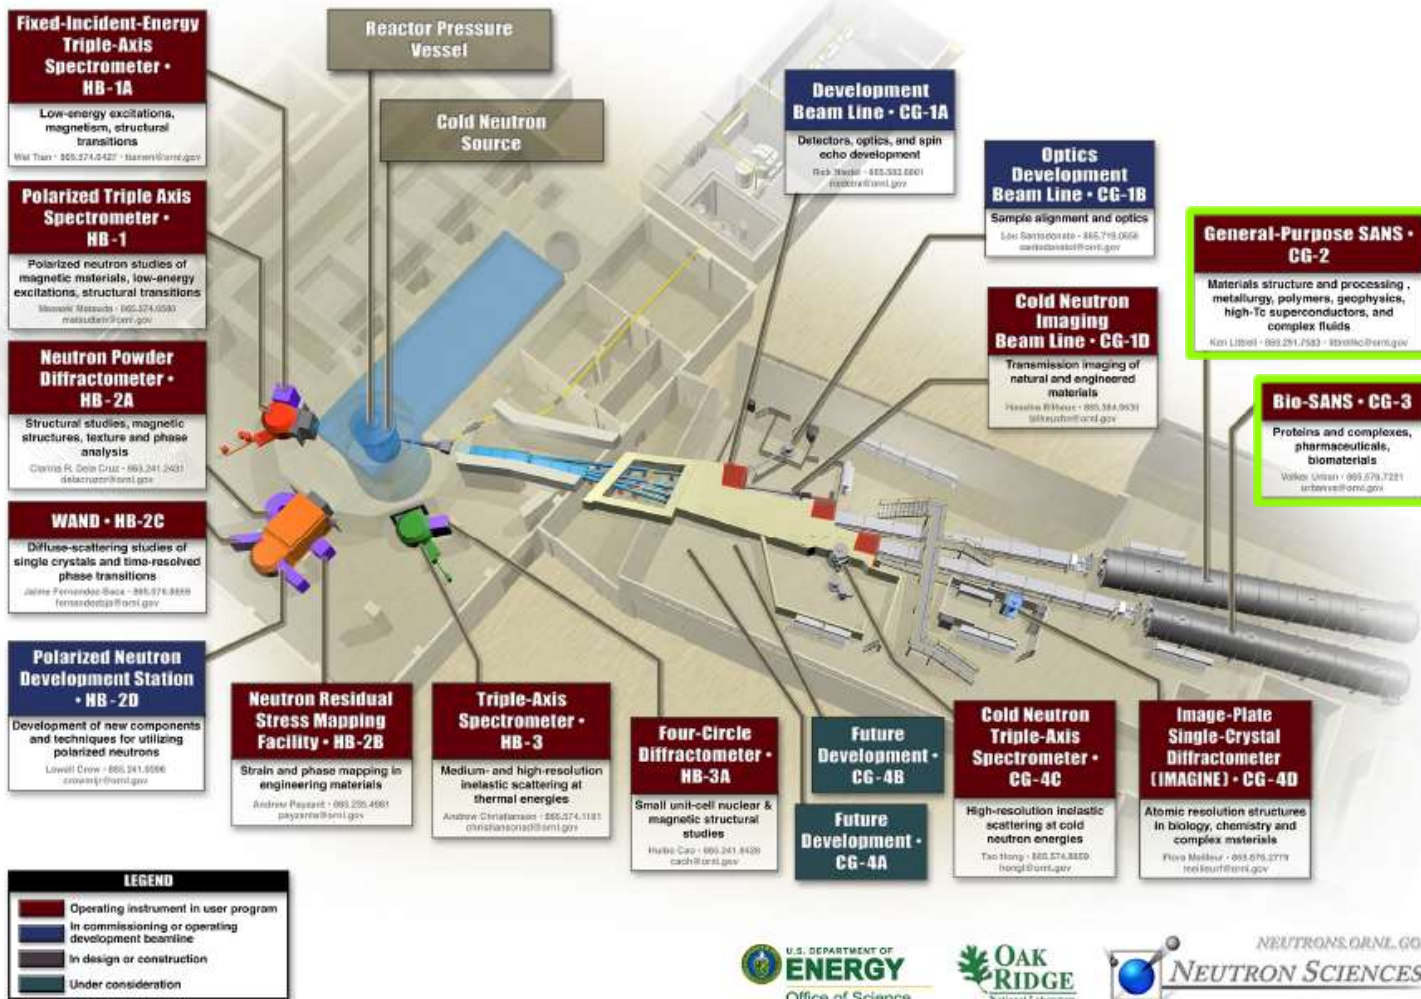 Fixed-Incident-Energy
Triple-Axis
Spectrometer •
HB-1A
Low-energy excitations,
magnetism, structural
transitions
Polarized Triple Axis
Spectrometer •
HB-1
Polarized neutron studies of
magnetic materials, low-energy
excitations, structural transitions
Neutron Powder
Diffractometer •
HB-2A
Structural studies, magnetic
structures, texture and phase
analysis
WAND • HB-2C
Diffuse-scattering studies of
single crystals and time-resolved
phase transitions
Polarized Neutron
Development Station
• HB-2D
Development of new components
and techniques for utilizing
polarized neutrons
Reactor Pressure
Vessel
Cold Neutron
Source
Development
Beam Line • CG-1A
Detectors, optics, and spin
echo development
Optics
Development
Beam Line • CG-1B
Sample alignment and optics
Cold Neutron
Imaging
Beam Line • CG-1D
Transmission imaging of
natural and engineered
materials
General-Purpose SANS •
CG-2
Materials structure and processing ,
metallurgy, polymers, geophysics,
high-Tc superconductors, and
complex fluids
Bio-SANS • CG-3
Proteins and complexes,
pharmaceuticals,
biomaterials
Neutron Residual
Stress Mapping
Facility • HB-2B
Strain and phase mapping in
engineering materials
Triple-Axis
Spectrometer •
HB-3
Medium- and high-resolution
inelastic scattering at
thermal energies
Four-Circle
Diffractometer •
HB-3A
Small unit-cell nuclear &
magnetic structural
studies
Future
Development •
CG-4B
Future
Development •
CG-4A
Cold Neutron
Triple-Axis
Spectrometer •
CG-4C
High-resolution inelastic
scattering at cold
neutron energies
Image-Plate
Single-Crystal
Diffractometer
(IMAGINE) • CG-4D
Atomic resolution structures
in biology, chemistry and
complex materials
LEGEND
Operating instrument in user program
In commissioning or operating
development beamline
In design or construction
Under consideration
U.S. DEPARTMENT OF
ENERGY
Office of Science
OAK
RIDGE
National Laboratory
NEUTRONS.ORNL.GO
NEUTRON SCIENCES